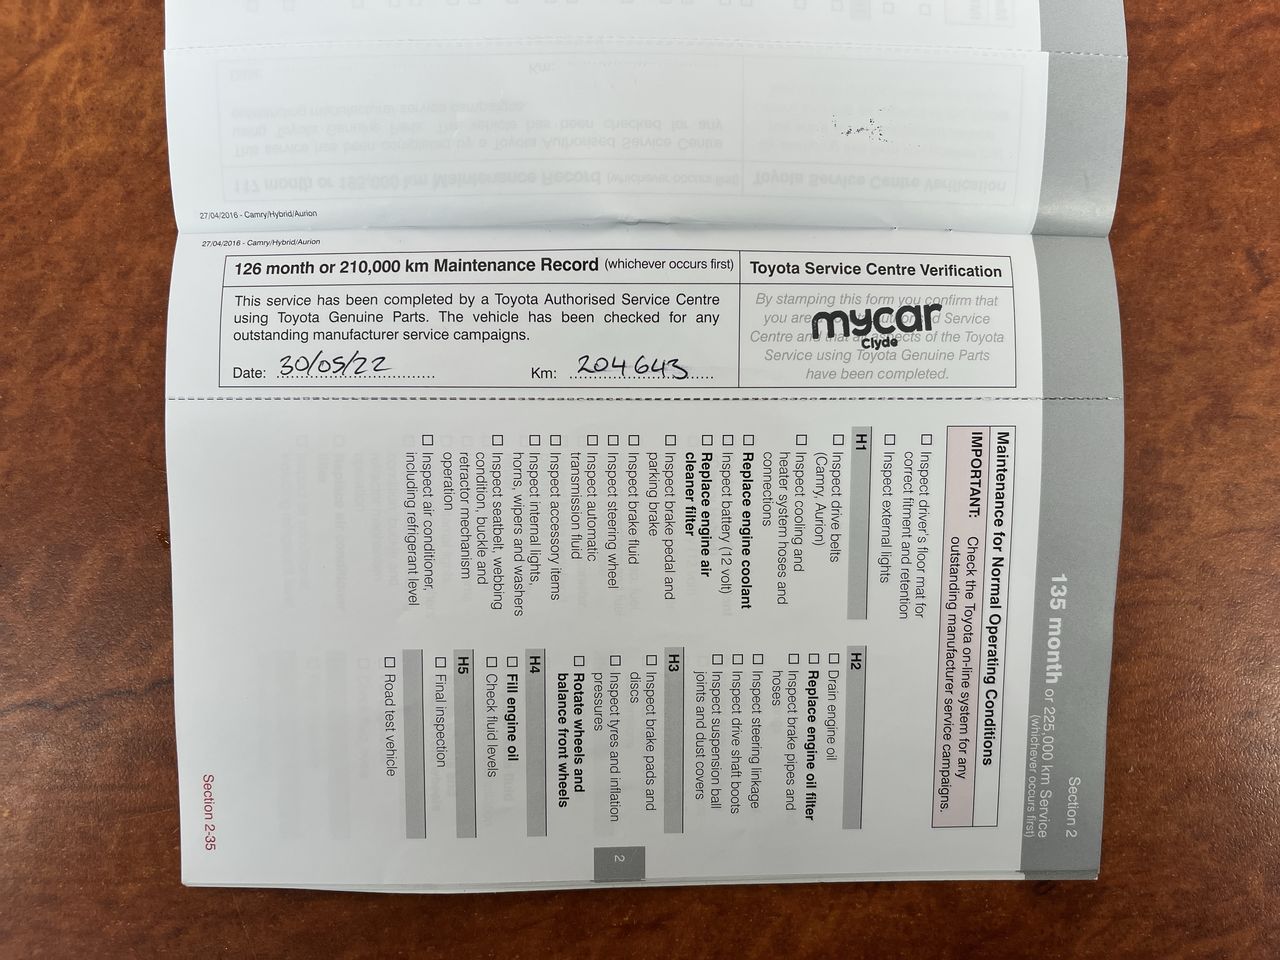 27/04/2016 - Camry/Hybrid/Aurion
27/04/2016 - Camry/Hybrid/Aurion
126 month or 210,000 km Maintenance Record (whichever occurs first)
This service has been completed by a Toyota Authorised Service Centre
using Toyota Genuine Parts. The vehicle has been checked for any
outstanding manufacturer service campaigns.
Date: 30/05/22 Km: 204643
Toyota Service Centre Verification
By stamping this form you confirm that
you are Service
Centre and that all aspects of the Toyota
Service using Toyota Genuine Parts
have been completed.
mycar
Clyde
Section 2
135 month or 225,000 km Service
(whichever occurs first)
Maintenance for Normal Operating Conditions
IMPORTANT: Check the Toyota on-line system for any
outstanding manufacturer service campaigns.
☐ Inspect driver's floor mat for
correct fitment and retention
☐ Inspect external lights
H1
☐ Inspect drive belts
(Camry, Aurion)
☐ Inspect cooling and
heater system hoses and
connections
☐ Replace engine coolant
☐ Inspect battery (12 volt)
☐ Replace engine air
cleaner filter
☐ Inspect brake pedal and
parking brake
☐ Inspect brake fluid
☐ Inspect steering wheel
☐ Inspect automatic
transmission fluid
☐ Inspect accessory items
☐ Inspect internal lights,
horns, wipers and washers
☐ Inspect seatbelt, webbing
condition, buckle and
retractor mechanism
operation
☐ Inspect air conditioner,
including refrigerant level
H2
☐ Drain engine oil
☐ Replace engine oil filter
☐ Inspect brake pipes and
hoses
☐ Inspect steering linkage
☐ Inspect drive shaft boots
☐ Inspect suspension ball
joints and dust covers
H3
☐ Inspect brake pads and
discs
☐ Inspect tyres and inflation
pressures
☐ Rotate wheels and
balance front wheels
H4
☐ Fill engine oil
☐ Check fluid levels
H5
☐ Final inspection
☐ Road test vehicle
2
Section 2-35